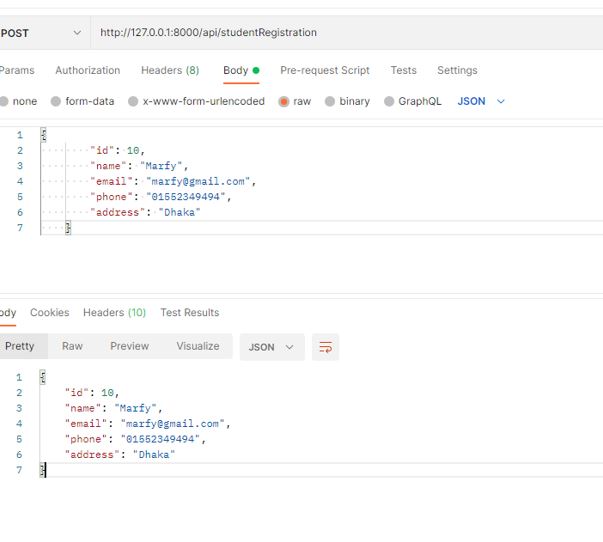 POST http://127.0.0.1:8000/api/studentRegistration
Params Authorization Headers (8) Body Pre-request Script Tests Settings
none form-data x-www-form-urlencoded raw binary GraphQL JSON
1 {
2 "id": 10,
3 "name": "Marfy",
4 "email": "marfy@gmail.com",
5 "phone": "01552349494",
6 "address": "Dhaka"
7 }
ody Cookies Headers (10) Test Results
Pretty Raw Preview Visualize JSON
1 {
2 "id": 10,
3 "name": "Marfy",
4 "email": "marfy@gmail.com",
5 "phone": "01552349494",
6 "address": "Dhaka"
7 }